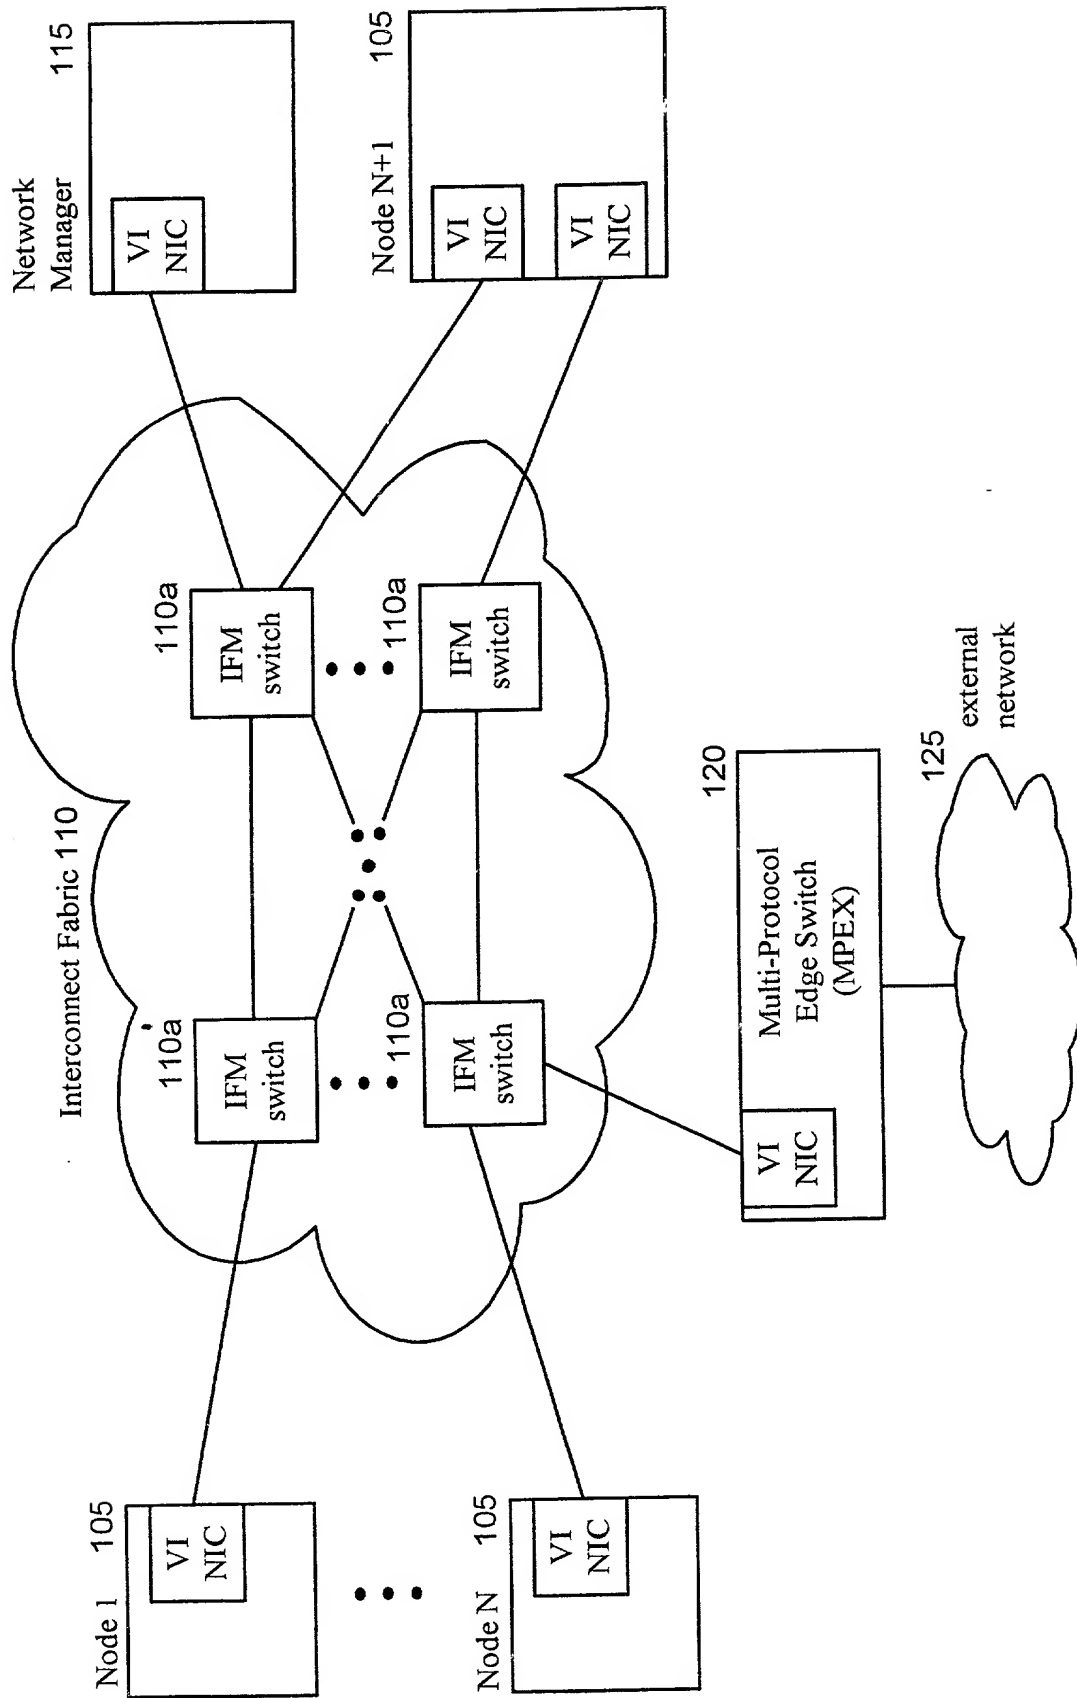 Network
Manager
115
VI
NIC
Node N+1
105
VI
NIC
VI
NIC
Interconnect Fabric 110
110a
IFM
switch
110a
IFM
switch
110a
IFM
switch
110a
IFM
switch
Node 1
105
VI
NIC
Node N
105
VI
NIC
120
Multi-Protocol
Edge Switch
(MPEX)
VI
NIC
125
external
network